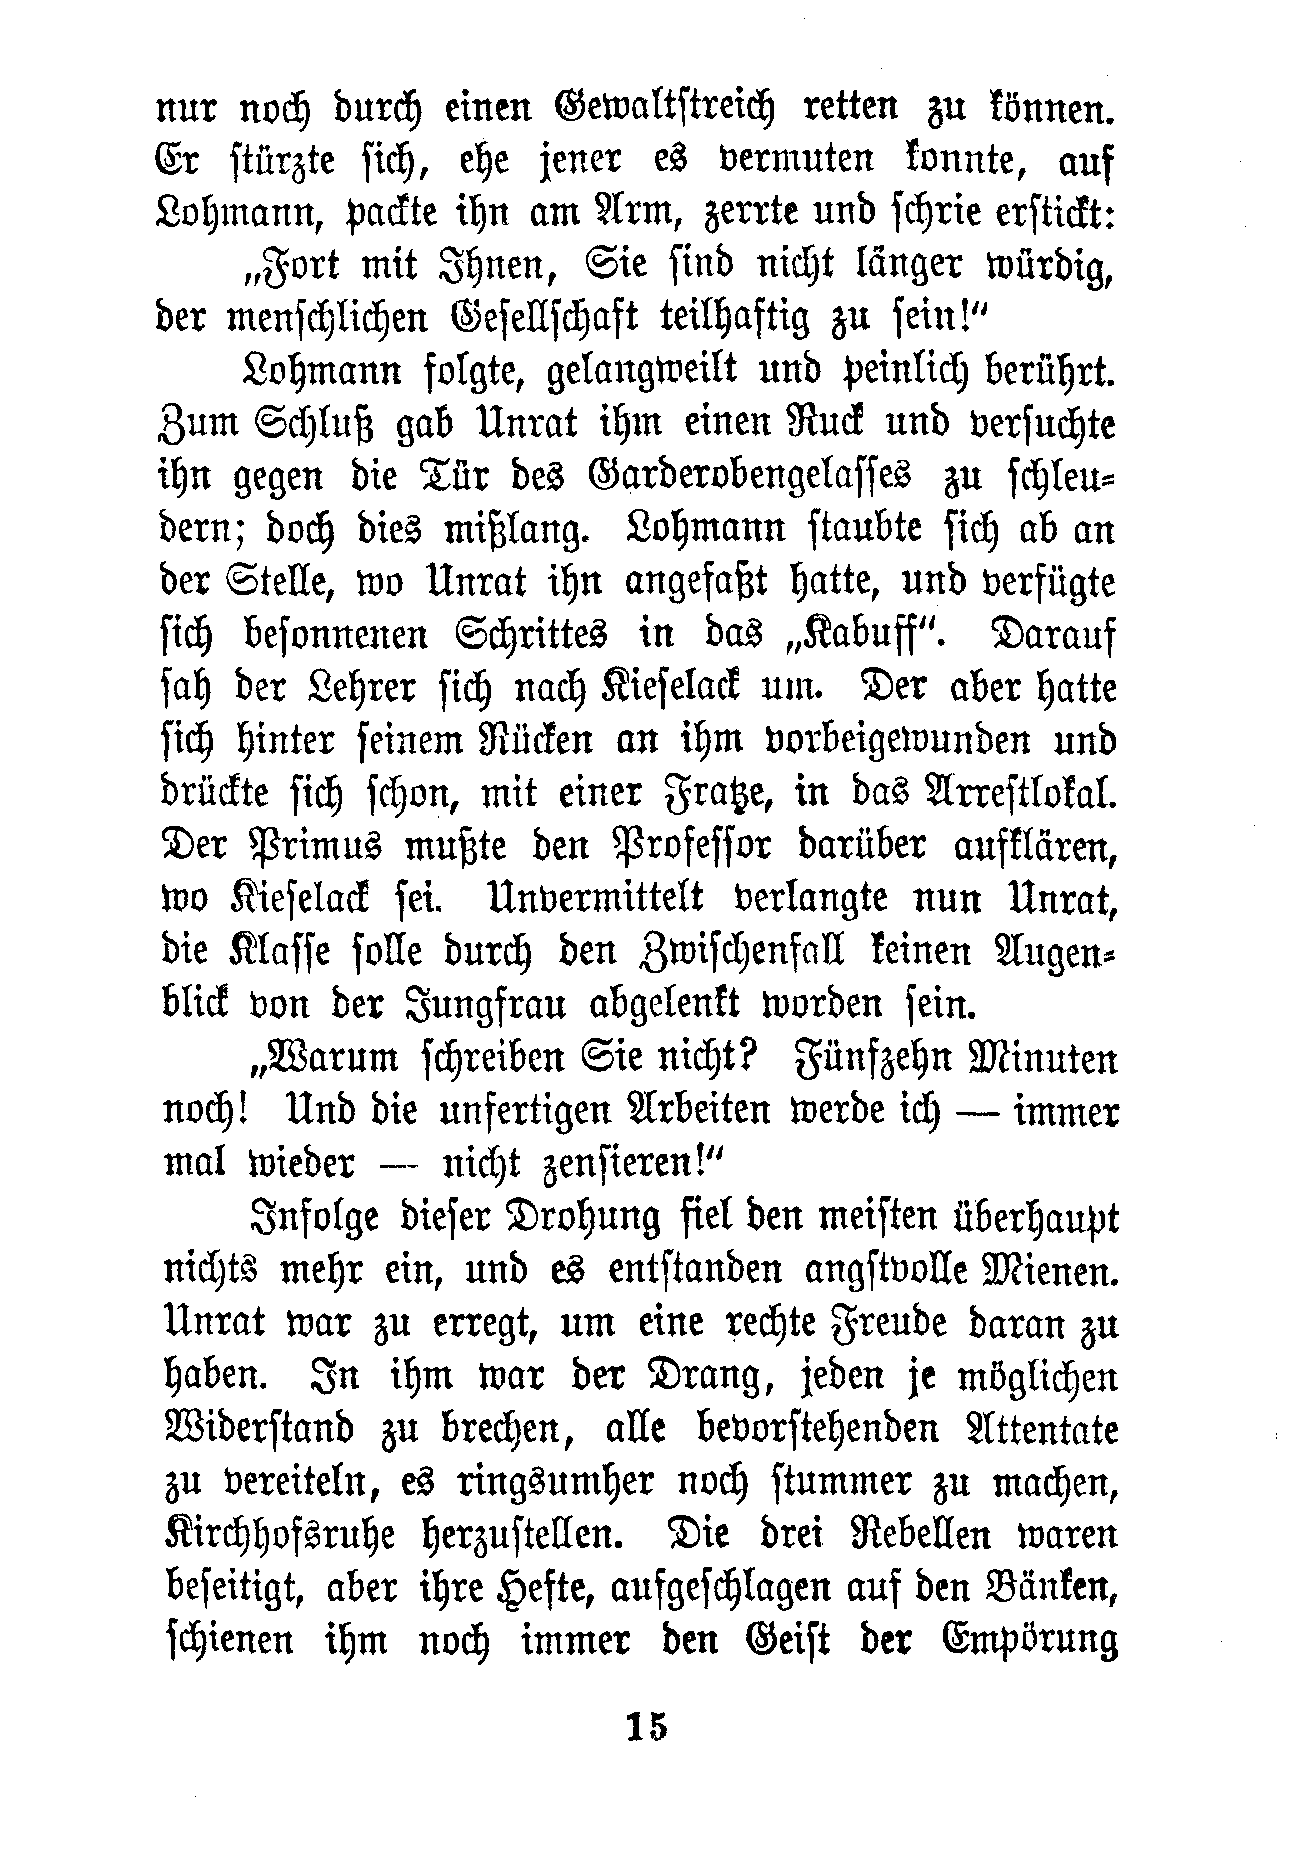 nur noch durch einen Gewaltstreich retten zu können.
Er stürzte sich, ehe jener es vermuten konnte, auf
Lohmann, packte ihn am Arm, zerrte und schrie erstickt:
„Fort mit Ihnen, Sie sind nicht länger würdig,
der menschlichen Gesellschaft teilhaftig zu sein!“
Lohmann folgte, gelangweilt und peinlich berührt.
Zum Schluß gab Unrat ihm einen Ruck und versuchte
ihn gegen die Tür des Garderobengelasses zu schleu-
dern; doch dies mißlang. Lohmann staubte sich ab an
der Stelle, wo Unrat ihn angefaßt hatte, und verfügte
sich besonnenen Schrittes in das „Kabuff“. Darauf
sah der Lehrer sich nach Kieselack um. Der aber hatte
sich hinter seinem Rücken an ihm vorbeigewunden und
drückte sich schon, mit einer Fratze, in das Arrestlokal.
Der Primus mußte den Professor darüber aufklären,
wo Kieselack sei. Unvermittelt verlangte nun Unrat,
die Klasse solle durch den Zwischenfall keinen Augen-
blick von der Jungfrau abgelenkt worden sein.
„Warum schreiben Sie nicht? Fünfzehn Minuten
noch! Und die unfertigen Arbeiten werde ich — immer
mal wieder — nicht zensieren!“
Infolge dieser Drohung fiel den meisten überhaupt
nichts mehr ein, und es entstanden angstvolle Mienen.
Unrat war zu erregt, um eine rechte Freude daran zu
haben. In ihm war der Drang, jeden je möglichen
Widerstand zu brechen, alle bevorstehenden Attentate
zu vereiteln, es ringsumher noch stummer zu machen,
Kirchhofsruhe herzustellen. Die drei Rebellen waren
beseitigt, aber ihre Hefte, aufgeschlagen auf den Bänken,
schienen ihm noch immer den Geist der Empörung
15